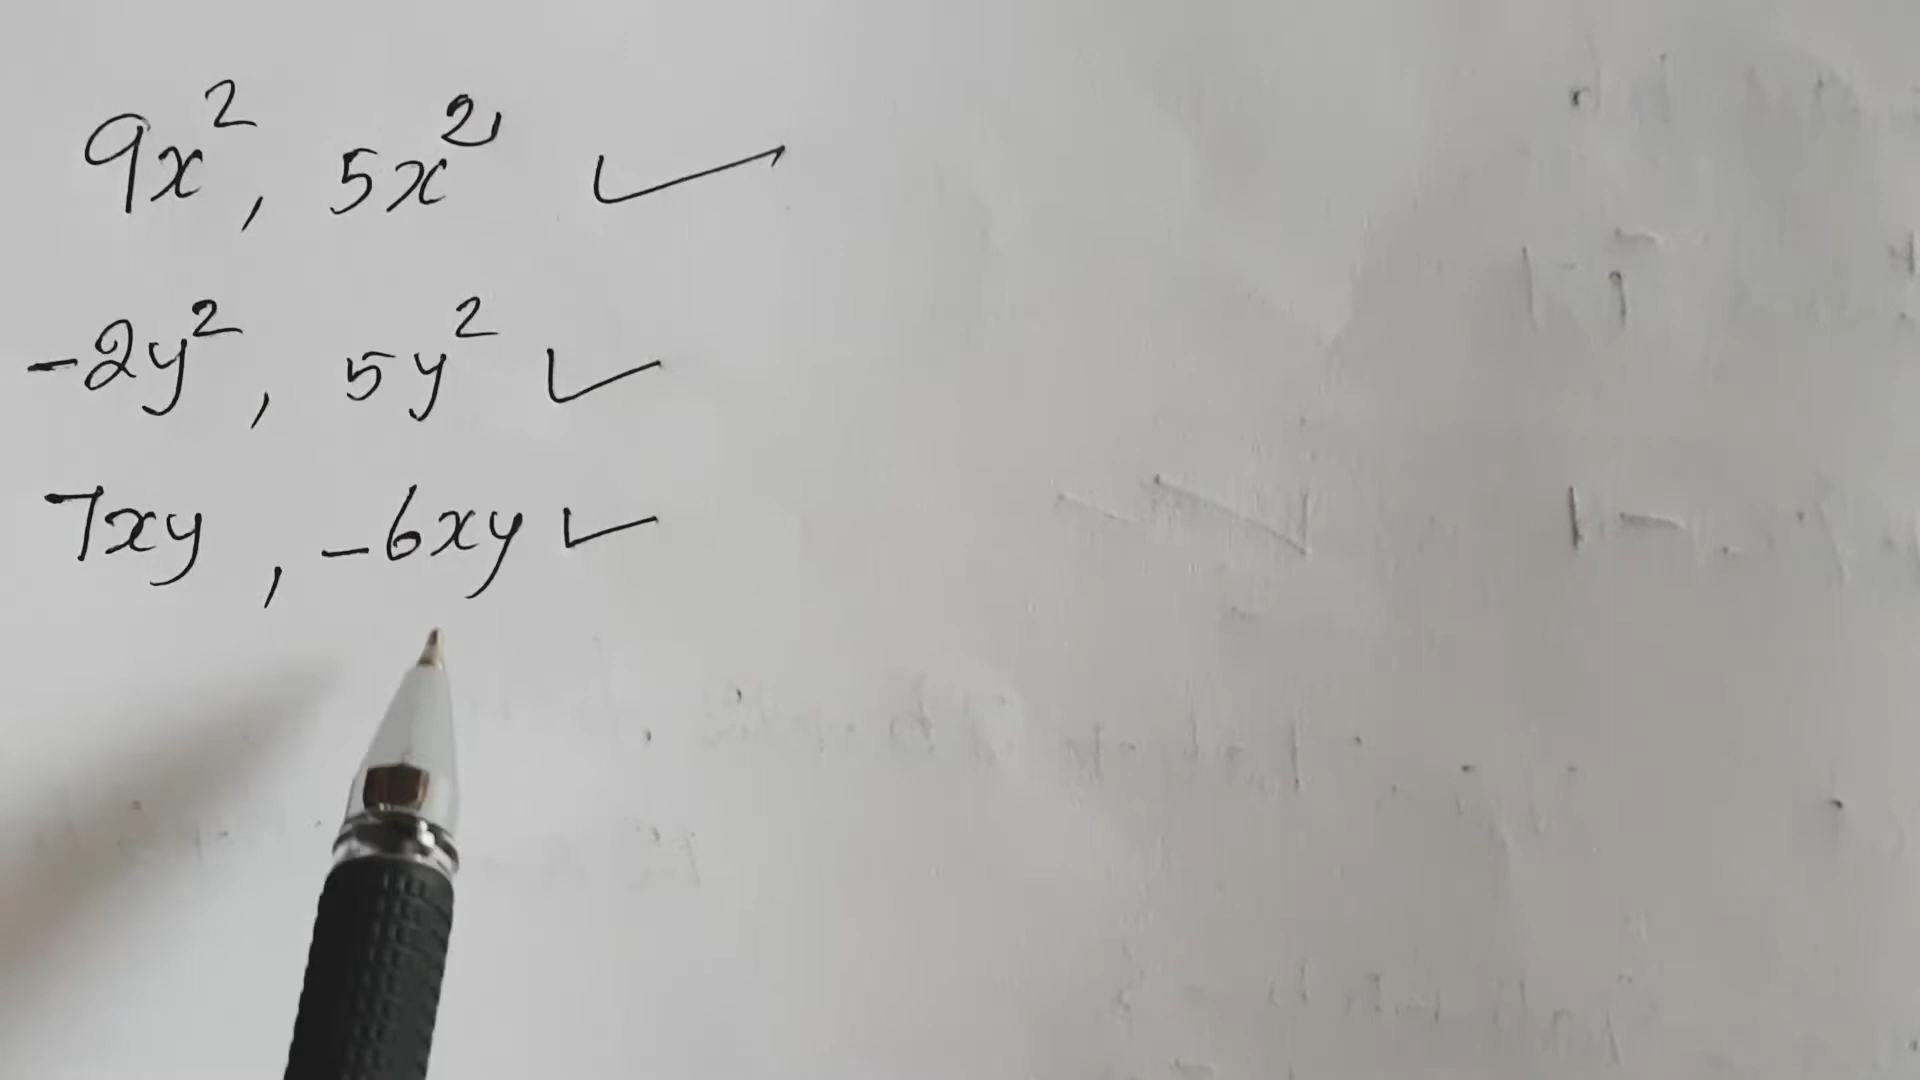 9x², 5x² ✓
-2y², 5y² ✓
7xy, -6xy ✓